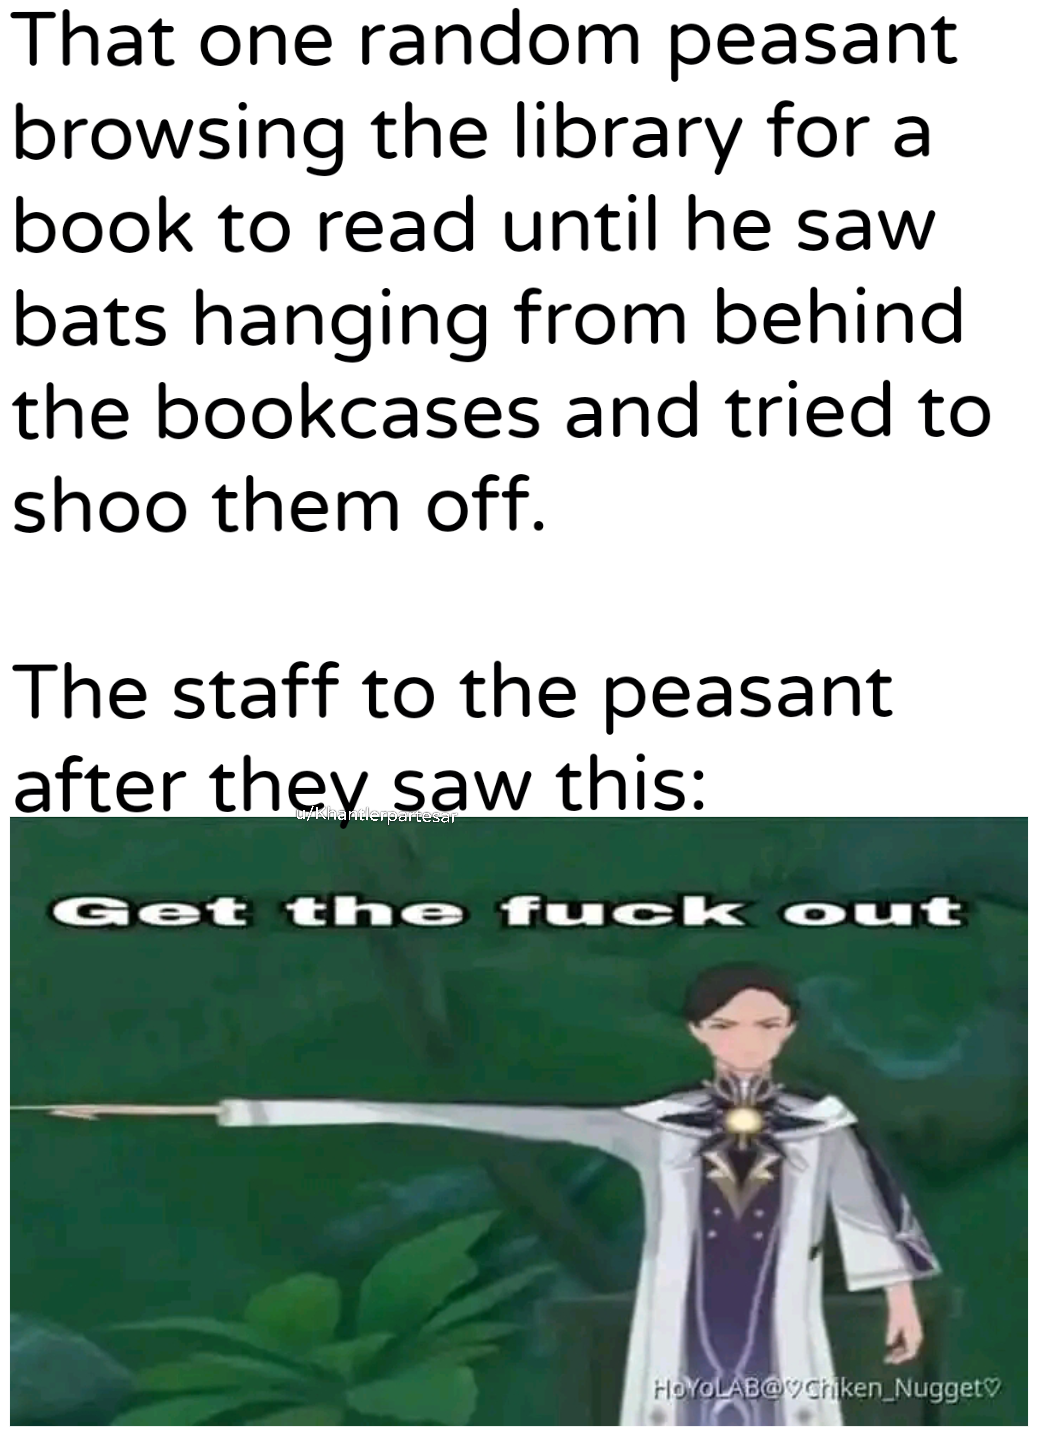 That one random peasant
browsing the library for a
book to read until he saw
bats hanging from behind
the bookcases and tried to
shoo them off.
The staff to the peasant
after they saw this:
u/Khantlerpartesar
Get the fuck out
HoYoLAB@♡Chiken_Nugget♡